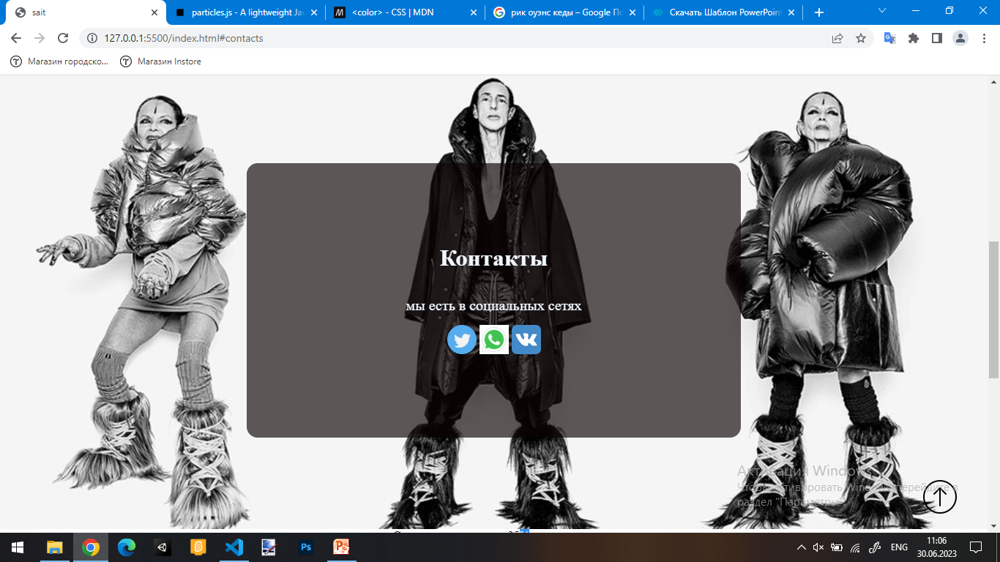 sait
particles.js - A lightweight Jav
<color> - CSS | MDN
рик оуэнс кеды – Google По
Скачать Шаблон PowerPoint
127.0.0.1:5500/index.html#contacts
Магазин городско...
Магазин Instore
Контакты
мы есть в социальных сетях
Активация Windows
Чтобы активировать Windows, перейдите в
раздел "Параметры".
ENG
11:06
30.06.2023